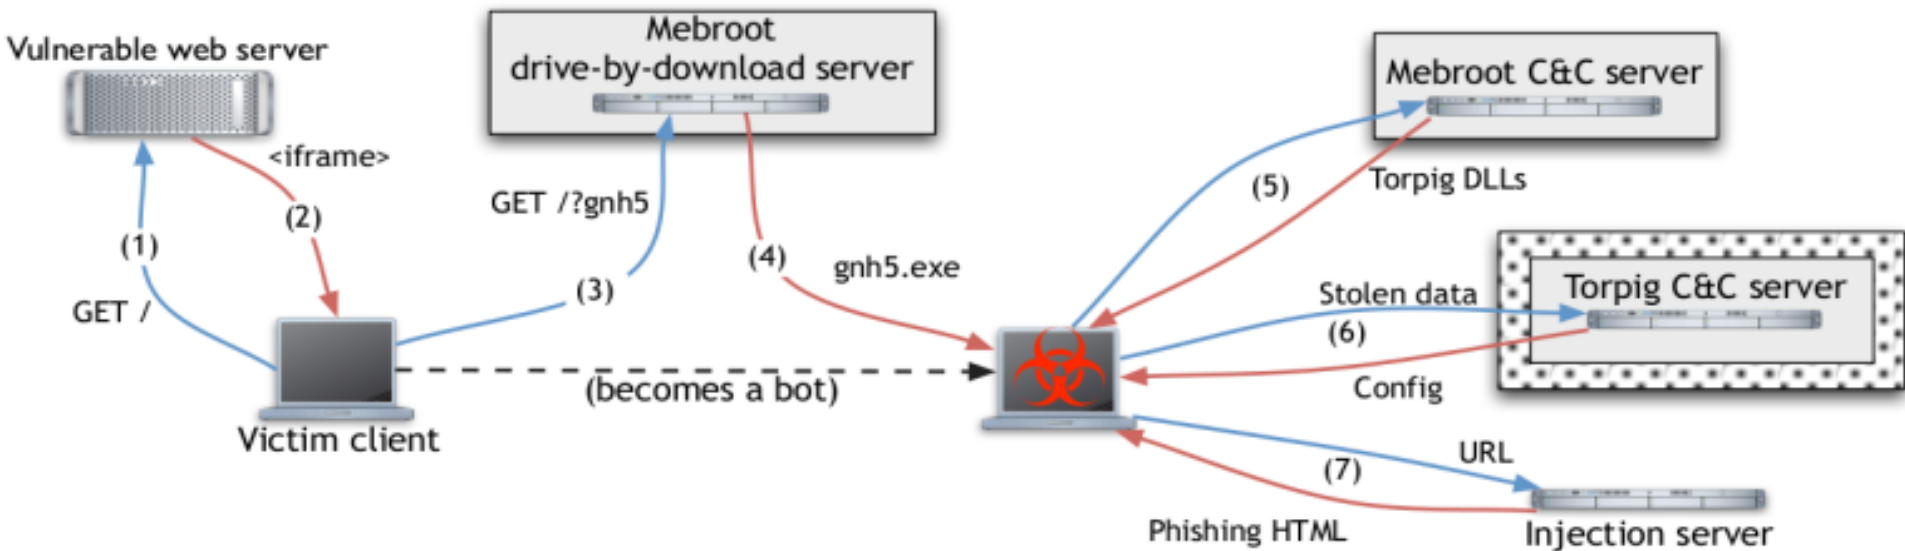 Vulnerable web server
<iframe>
(1)
(2)
GET /
Victim client
Mebroot
drive-by-download server
GET /?gnh5
(3)
(4)
gnh5.exe
(becomes a bot)
Mebroot C&C server
(5)
Torpig DLLs
Torpig C&C server
Stolen data
(6)
Config
URL
(7)
Phishing HTML
Injection server